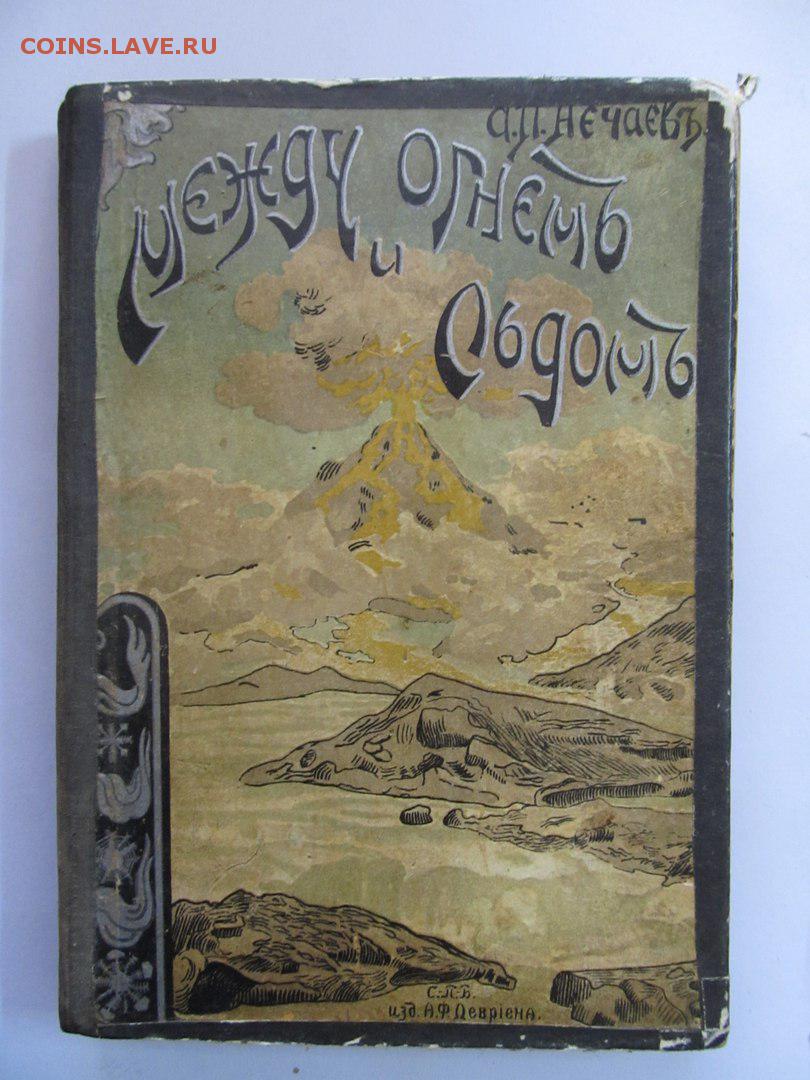 COINS.LAVE.RU
А.П. Нечаевъ.
Между огнемъ
и
льдомъ
С.-П.-Б.
изд. А.Ф. Девріена.